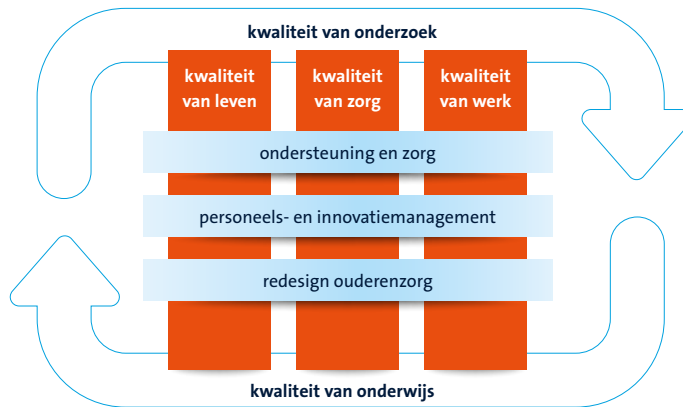 kwaliteit van onderzoek
kwaliteit
van leven
kwaliteit
van zorg
kwaliteit
van werk
ondersteuning en zorg
personeels- en innovatiemanagement
redesign ouderenzorg
kwaliteit van onderwijs